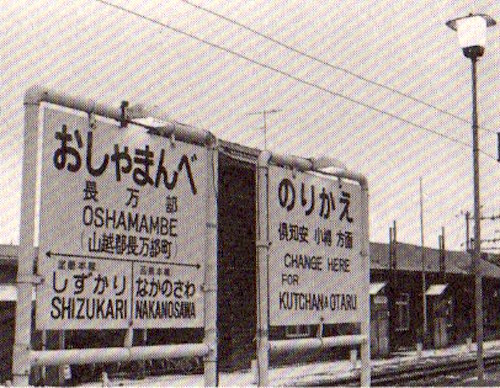 おしゃまんべ
長万部
OSHAMAMBE
(山越郡長万部町)
室蘭本線 函館本線
しずかり なかのさわ
SHIZUKARI NAKANOSAWA
のりかえ
倶知安 小樽 方面
CHANGE HERE
FOR
KUTCHAN&OTARU